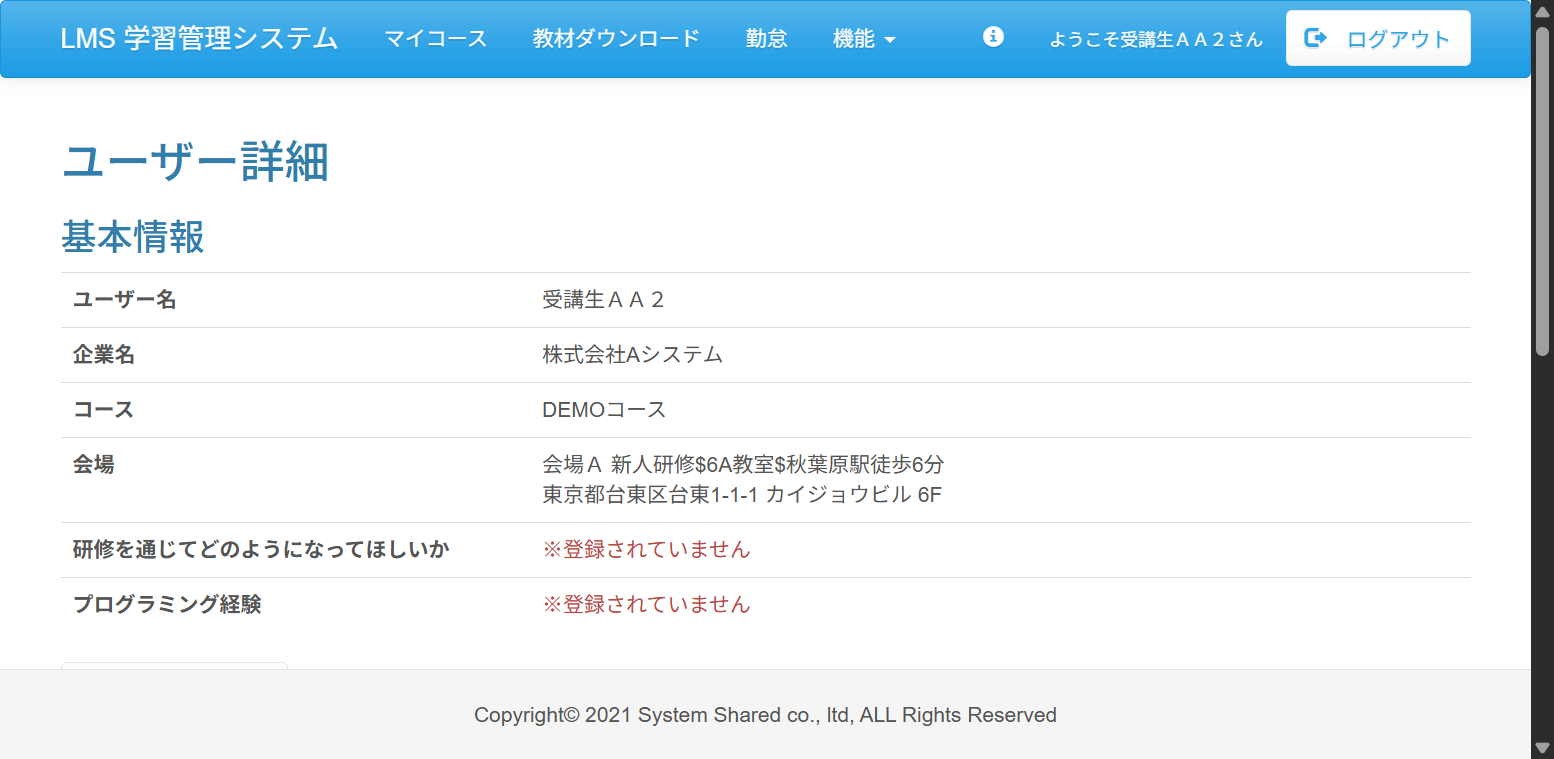 LMS 学習管理システム マイコース 教材ダウンロード 勤怠 機能 ようこそ受講生ＡＡ２さん ログアウト
ユーザー詳細
基本情報
ユーザー名 受講生ＡＡ２
企業名 株式会社Aシステム
コース DEMOコース
会場 会場Ａ 新人研修$6A教室$秋葉原駅徒歩6分
東京都台東区台東1-1-1 カイジョウビル 6F
研修を通じてどのようになってほしいか ※登録されていません
プログラミング経験 ※登録されていません
Copyright© 2021 System Shared co., ltd, ALL Rights Reserved